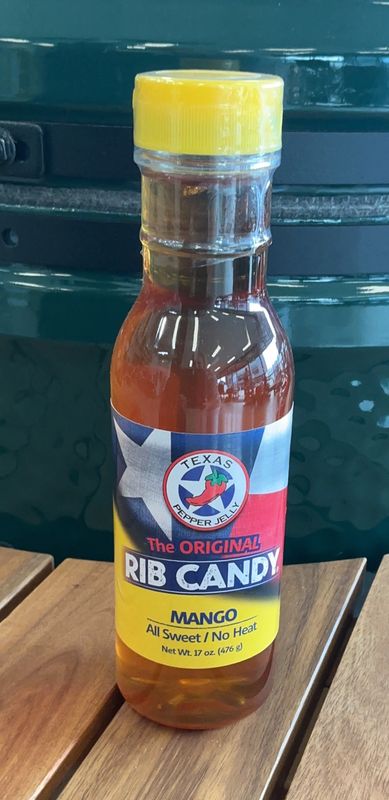 TEXAS
PEPPER JELLY
The ORIGINAL
RIB CANDY
MANGO
All Sweet / No Heat
Net Wt. 17 oz. (476 g)